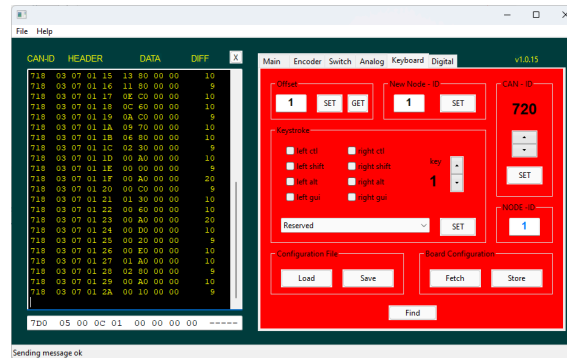 File Help
CAN-ID HEADER DATA DIFF X
718 03 07 01 15 13 80 00 00 10
718 03 07 01 16 11 80 00 00 9
718 03 07 01 17 0E C0 00 00 10
718 03 07 01 18 0C 60 00 00 10
718 03 07 01 19 0A C0 00 00 9
718 03 07 01 1A 09 70 00 00 10
718 03 07 01 1B 06 80 00 00 10
718 03 07 01 1C 02 30 00 00 9
718 03 07 01 1D 00 A0 00 00 10
718 03 07 01 1E 00 00 00 00 9
718 03 07 01 1F 00 A0 00 00 20
718 03 07 01 20 00 C0 00 00 9
718 03 07 01 21 01 30 00 00 10
718 03 07 01 22 00 60 00 00 10
718 03 07 01 23 00 A0 00 00 20
718 03 07 01 24 00 D0 00 00 10
718 03 07 01 25 00 20 00 00 9
718 03 07 01 26 00 E0 00 00 10
718 03 07 01 27 01 A0 00 00 10
718 03 07 01 28 02 80 00 00 9
718 03 07 01 29 00 A0 00 00 10
718 03 07 01 2A 00 10 00 00 9
7D0 05 00 0C 01 00 00 00 00 -----
Main Encoder Switch Analog Keyboard Digital v1.0.15
Offset
1 SET GET
New Node - ID
1 SET
CAN - ID
720
SET
Keystroke
left ctl right ctl
left shift right shift
left alt right alt
left gui right gui
key
1
Reserved SET
NODE -ID
1
Configuration File
Load Save
Board Configuration
Fetch Store
Find
Sending message ok